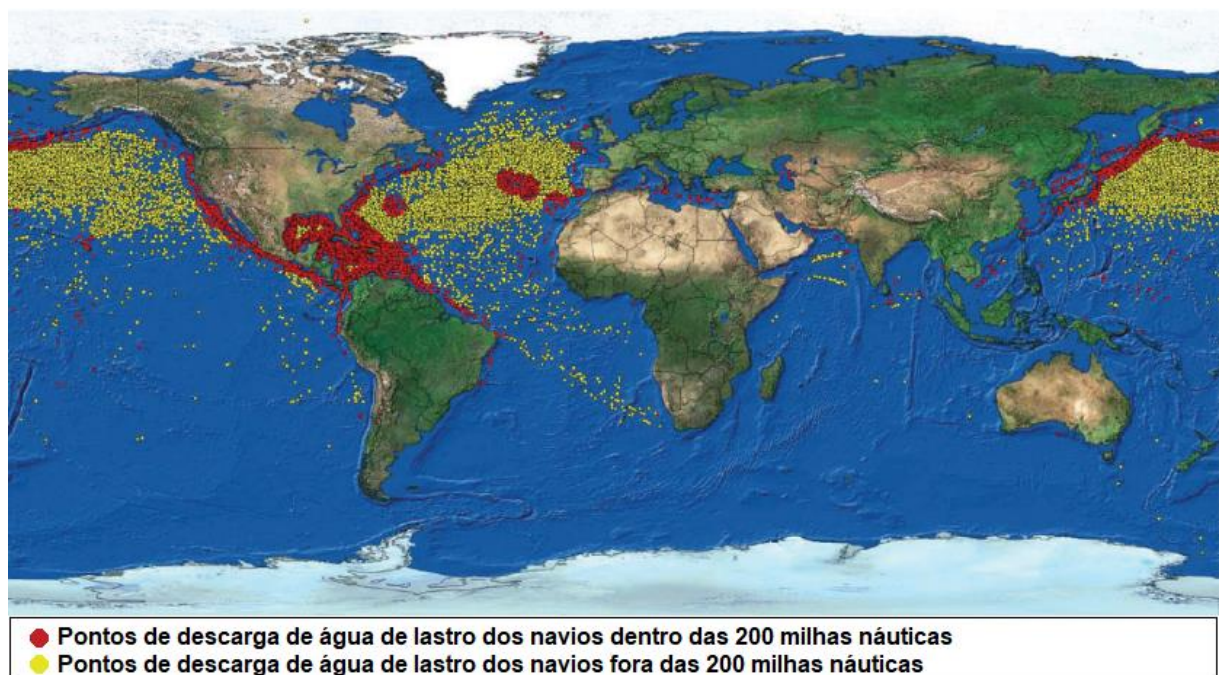 Pontos de descarga de água de lastro dos navios dentro das 200 milhas náuticas
Pontos de descarga de água de lastro dos navios fora das 200 milhas náuticas